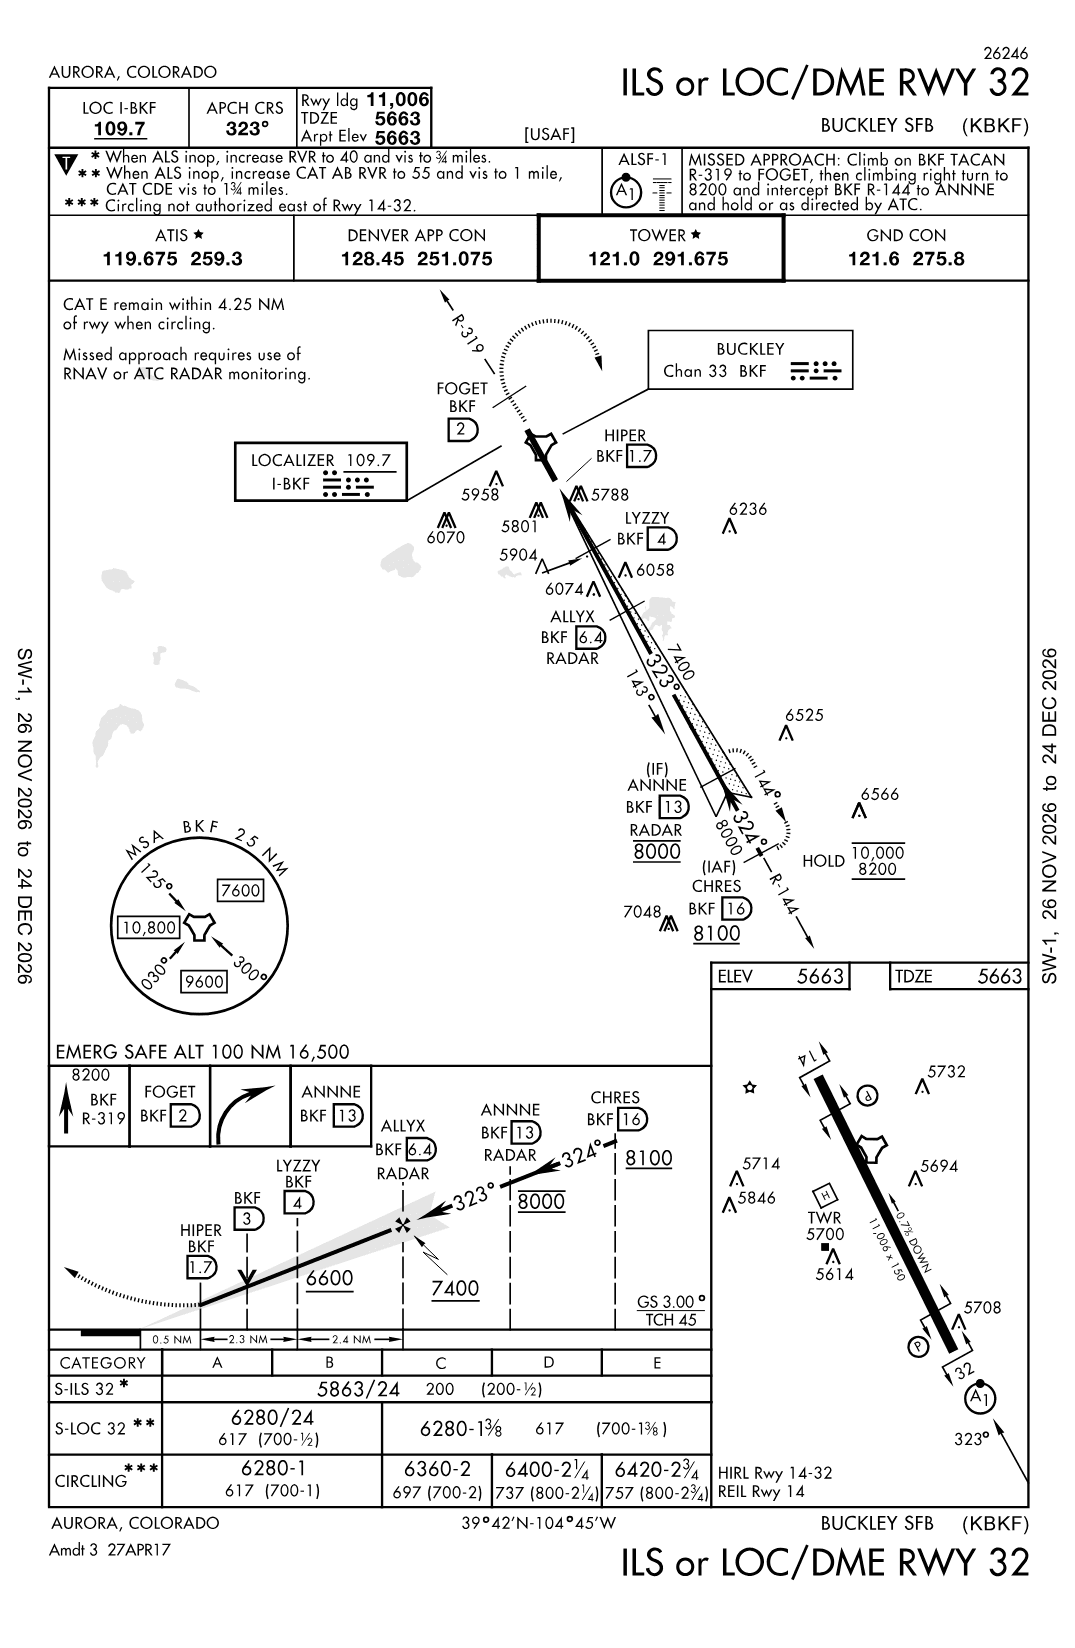 26246
AURORA, COLORADO
ILS or LOC/DME RWY 32
BUCKLEY SFB (KBKF)
[USAF]
LOC I-BKF
109.7
APCH CRS
323°
Rwy ldg 11,006
TDZE 5663
Arpt Elev 5663
T
* When ALS inop, increase RVR to 40 and vis to ¾ miles.
** When ALS inop, increase CAT AB RVR to 55 and vis to 1 mile,
CAT CDE vis to 1¾ miles.
*** Circling not authorized east of Rwy 14-32.
ALSF-1
A1
MISSED APPROACH: Climb on BKF TACAN
R-319 to FOGET, then climbing right turn to
8200 and intercept BKF R-144 to ANNNE
and hold or as directed by ATC.
ATIS ★
119.675 259.3
DENVER APP CON
128.45 251.075
TOWER ★
121.0 291.675
GND CON
121.6 275.8
CAT E remain within 4.25 NM
of rwy when circling.
Missed approach requires use of
RNAV or ATC RADAR monitoring.
R-319
BUCKLEY
Chan 33 BKF
FOGET
BKF
2
LOCALIZER 109.7
I-BKF
HIPER
BKF 1.7
5958
5788
6070
5801
6236
LYZZY
BKF 4
5904
6058
6074
ALLYX
BKF 6.4
RADAR
7400
323°
143°
6525
(IF)
ANNNE
BKF 13
RADAR
8000
144°
6566
8000
324°
HOLD 10,000
8200
(IAF)
CHRES
BKF 16
8100
R-144
7048
MSA BKF 25 NM
125°
7600
10,800
030°
300°
9600
EMERG SAFE ALT 100 NM 16,500
SW-1, 26 NOV 2026 to 24 DEC 2026
SW-1, 26 NOV 2026 to 24 DEC 2026
8200
BKF
R-319
FOGET
BKF 2
ANNNE
BKF 13
ALLYX
BKF 6.4
RADAR
ANNNE
BKF 13
RADAR
CHRES
BKF 16
324°
8100
8000
323°
LYZZY
BKF
4
BKF
3
HIPER
BKF
1.7
6600
7400
GS 3.00°
TCH 45
0.5 NM
2.3 NM
2.4 NM
ELEV 5663
TDZE 5663
14
P
5732
5714
5846
5694
H
TWR
5700
5614
0.7% DOWN
11,006 x 150
5708
P
32
A1
323°
HIRL Rwy 14-32
REIL Rwy 14
CATEGORY A B C D E
S-ILS 32 * 5863/24 200 (200-½)
S-LOC 32 ** 6280/24 617 (700-½) 6280-1⅜ 617 (700-1⅜)
CIRCLING *** 6280-1 617 (700-1) 6360-2 697 (700-2) 6400-2¼ 737 (800-2¼) 6420-2¾ 757 (800-2¾)
AURORA, COLORADO
Amdt 3 27APR17
39°42'N-104°45'W
BUCKLEY SFB (KBKF)
ILS or LOC/DME RWY 32